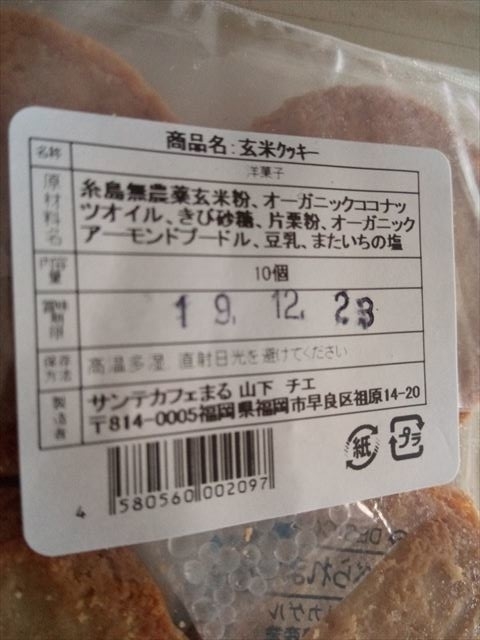 商品名:玄米クッキー
名称
洋菓子
原材料名
糸島無農薬玄米粉、オーガニックココナッ
ツオイル、きび砂糖、片栗粉、オーガニック
アーモンドプードル、豆乳、またいちの塩
内容量
10個
賞味期限
19. 12. 23
保存方法
高温多湿、直射日光を避けてください
製造者
サンテカフェまる 山下 チエ
〒814-0005福岡県福岡市早良区祖原14-20
紙
プラ
4 580560 002097